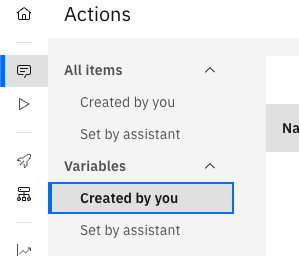 Actions
All items
Created by you
Set by assistant
Variables
Created by you
Set by assistant